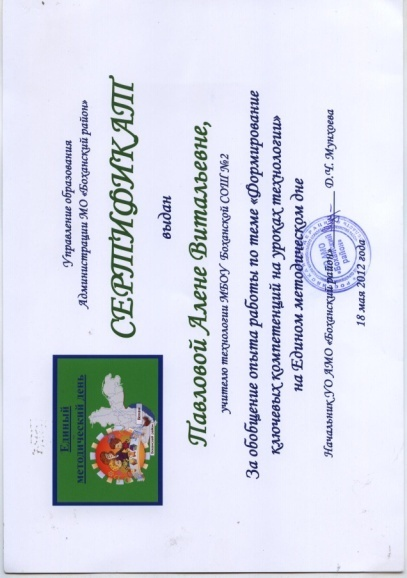 Управление образования
Администрации МО «Боханский район»
Единый
методический день
СЕРТИФИКАТ
выдан
Павловой Алене Витальевне,
учителю технологии МБОУ Боханской СОШ №2
За обобщение опыта работы по теме «Формирование
ключевых компетенций на уроках технологии»
на Едином методическом дне
Начальник УО АМО «Боханский район» Д.Ч. Мунхоева
18 мая 2012 года